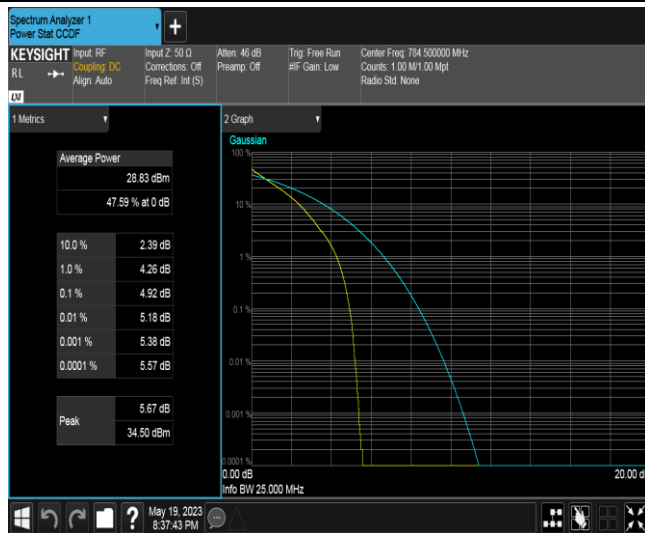 Spectrum Analyzer 1
Power Stat CCDF
+
KEYSIGHT
RL
Input: RF
Coupling: DC
Align: Auto
Input Z: 50 Ω
Corrections: Off
Freq Ref: Int (S)
Atten: 46 dB
Preamp: Off
Trig: Free Run
#IF Gain: Low
Center Freq: 784.500000 MHz
Counts: 1.00 M/1.00 Mpt
Radio Std: None
1 Metrics
Average Power
28.83 dBm
47.59 % at 0 dB
10.0 % 2.39 dB
1.0 % 4.26 dB
0.1 % 4.92 dB
0.01 % 5.18 dB
0.001 % 5.38 dB
0.0001 % 5.57 dB
Peak
5.67 dB
34.50 dBm
2 Graph
Gaussian
100 %
10 %
1 %
0.1 %
0.01 %
0.001 %
0.0001 %
0.00 dB
20.00 d
Info BW 25.000 MHz
?
May 19, 2023
8:37:43 PM